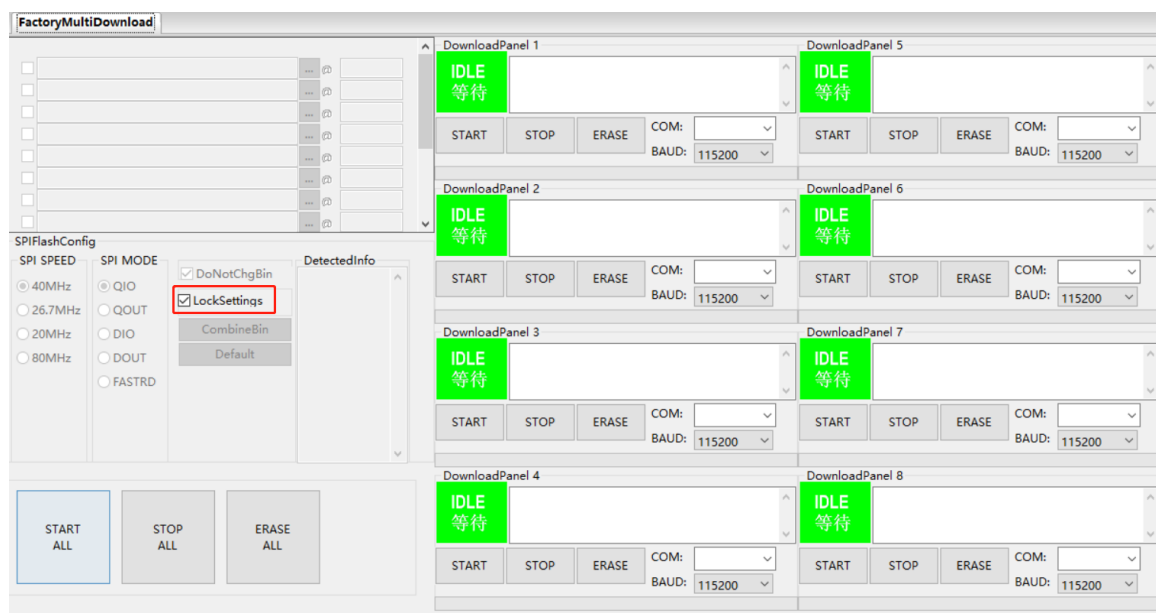 FactoryMultiDownload
... @
... @
... @
... @
... @
... @
... @
... @
SPIFlashConfig
SPI SPEED
40MHz
26.7MHz
20MHz
80MHz
SPI MODE
QIO
QOUT
DIO
DOUT
FASTRD
DoNotChgBin
LockSettings
CombineBin
Default
DetectedInfo
START
ALL
STOP
ALL
ERASE
ALL
DownloadPanel 1
IDLE
等待
START STOP ERASE COM:
BAUD: 115200
DownloadPanel 2
IDLE
等待
START STOP ERASE COM:
BAUD: 115200
DownloadPanel 3
IDLE
等待
START STOP ERASE COM:
BAUD: 115200
DownloadPanel 4
IDLE
等待
START STOP ERASE COM:
BAUD: 115200
DownloadPanel 5
IDLE
等待
START STOP ERASE COM:
BAUD: 115200
DownloadPanel 6
IDLE
等待
START STOP ERASE COM:
BAUD: 115200
DownloadPanel 7
IDLE
等待
START STOP ERASE COM:
BAUD: 115200
DownloadPanel 8
IDLE
等待
START STOP ERASE COM:
BAUD: 115200